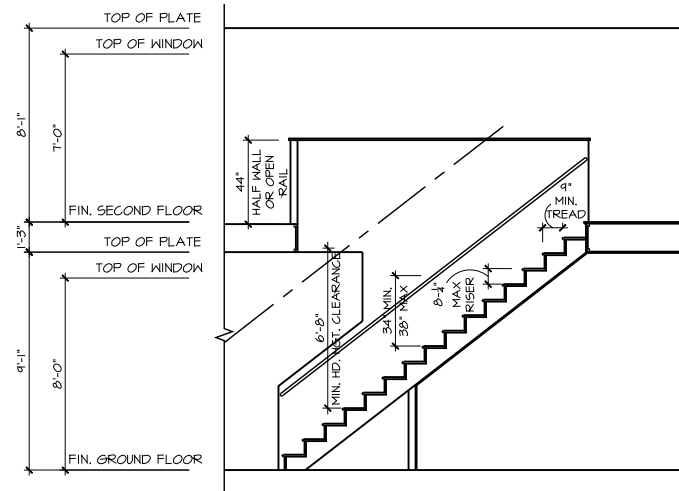 TOP OF PLATE
TOP OF WINDOW
8'-1"
7'-0"
44"
HALF WALL
OR OPEN
RAIL
9"
MIN.
TREAD
FIN. SECOND FLOOR
1'-3"
TOP OF PLATE
TOP OF WINDOW
9'-1"
8'-0"
6'-8"
MIN. HD. HGT. CLEARANCE
34" MIN.
38" MAX
8-1/4"
MAX
RISER
FIN. GROUND FLOOR